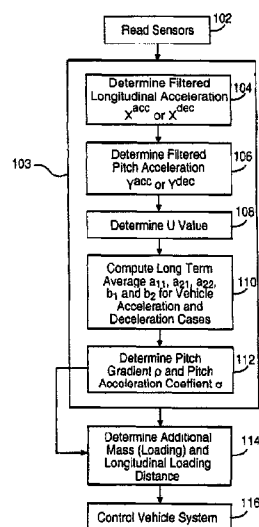 102
Read Sensors
Determine Filtered
Longitudinal Acceleration
X^acc or X^dec
104
103
Determine Filtered
Pitch Acceleration
Y^acc or Y^dec
106
108
Determine U Value
Compute Long Term
Average a11, a21, a22,
b1 and b2 for Vehicle
Acceleration and
Deceleration Cases
110
Determine Pitch
Gradient ρ and Pitch
Acceleration Coeffient σ
112
Determine Additional
Mass (Loading) and
Longitudinal Loading
Distance
114
116
Control Vehicle System